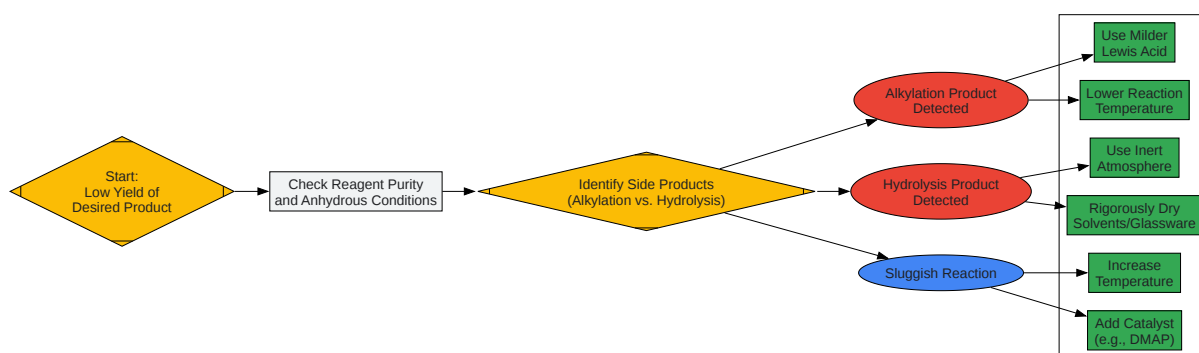 Start:
Low Yield of
Desired Product
Check Reagent Purity
and Anhydrous Conditions
Identify Side Products
(Alkylation vs. Hydrolysis)
Alkylation Product
Detected
Hydrolysis Product
Detected
Sluggish Reaction
Use Milder
Lewis Acid
Lower Reaction
Temperature
Use Inert
Atmosphere
Rigorously Dry
Solvents/Glassware
Increase
Temperature
Add Catalyst
(e.g., DMAP)